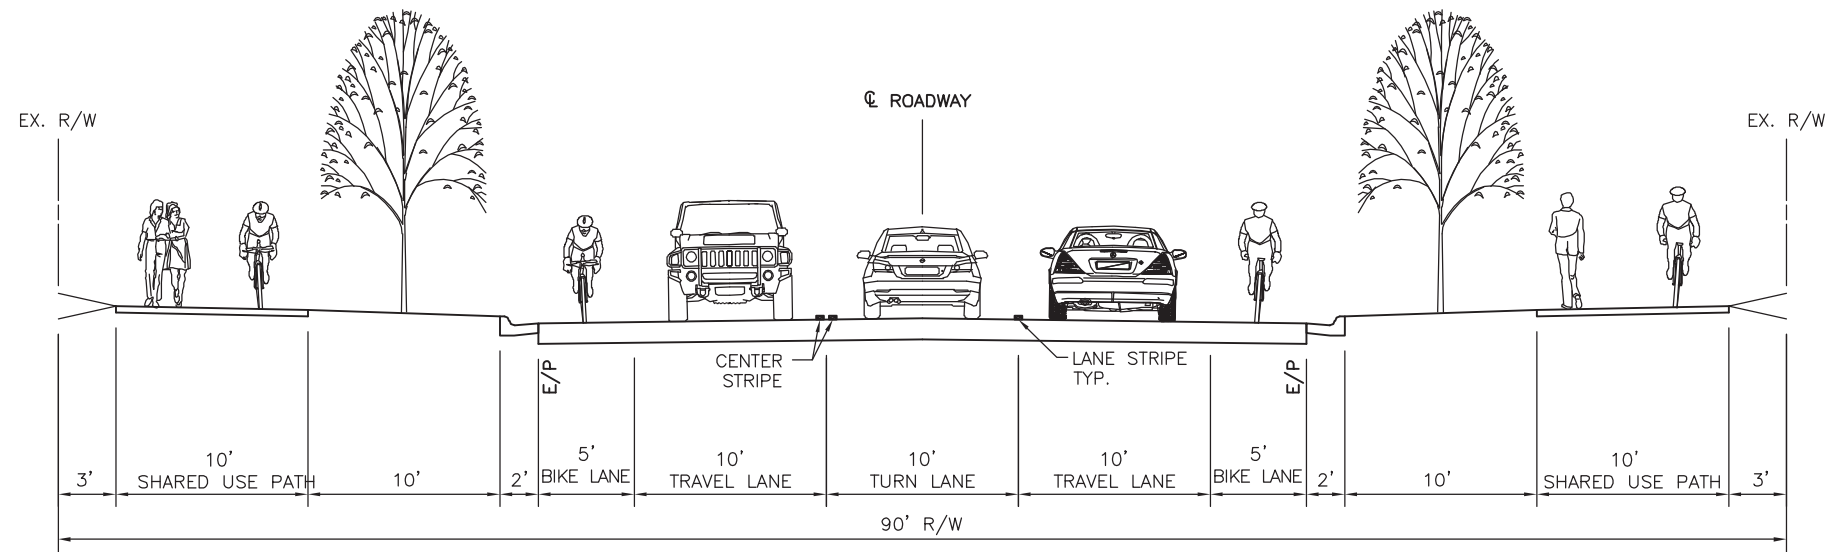 ℄ ROADWAY
EX. R/W
EX. R/W
CENTER
STRIPE
LANE STRIPE
TYP.
E/P
E/P
3'
10'
SHARED USE PATH
10'
2'
5'
BIKE LANE
10'
TRAVEL LANE
10'
TURN LANE
10'
TRAVEL LANE
5'
BIKE LANE
2'
10'
10'
SHARED USE PATH
3'
90' R/W